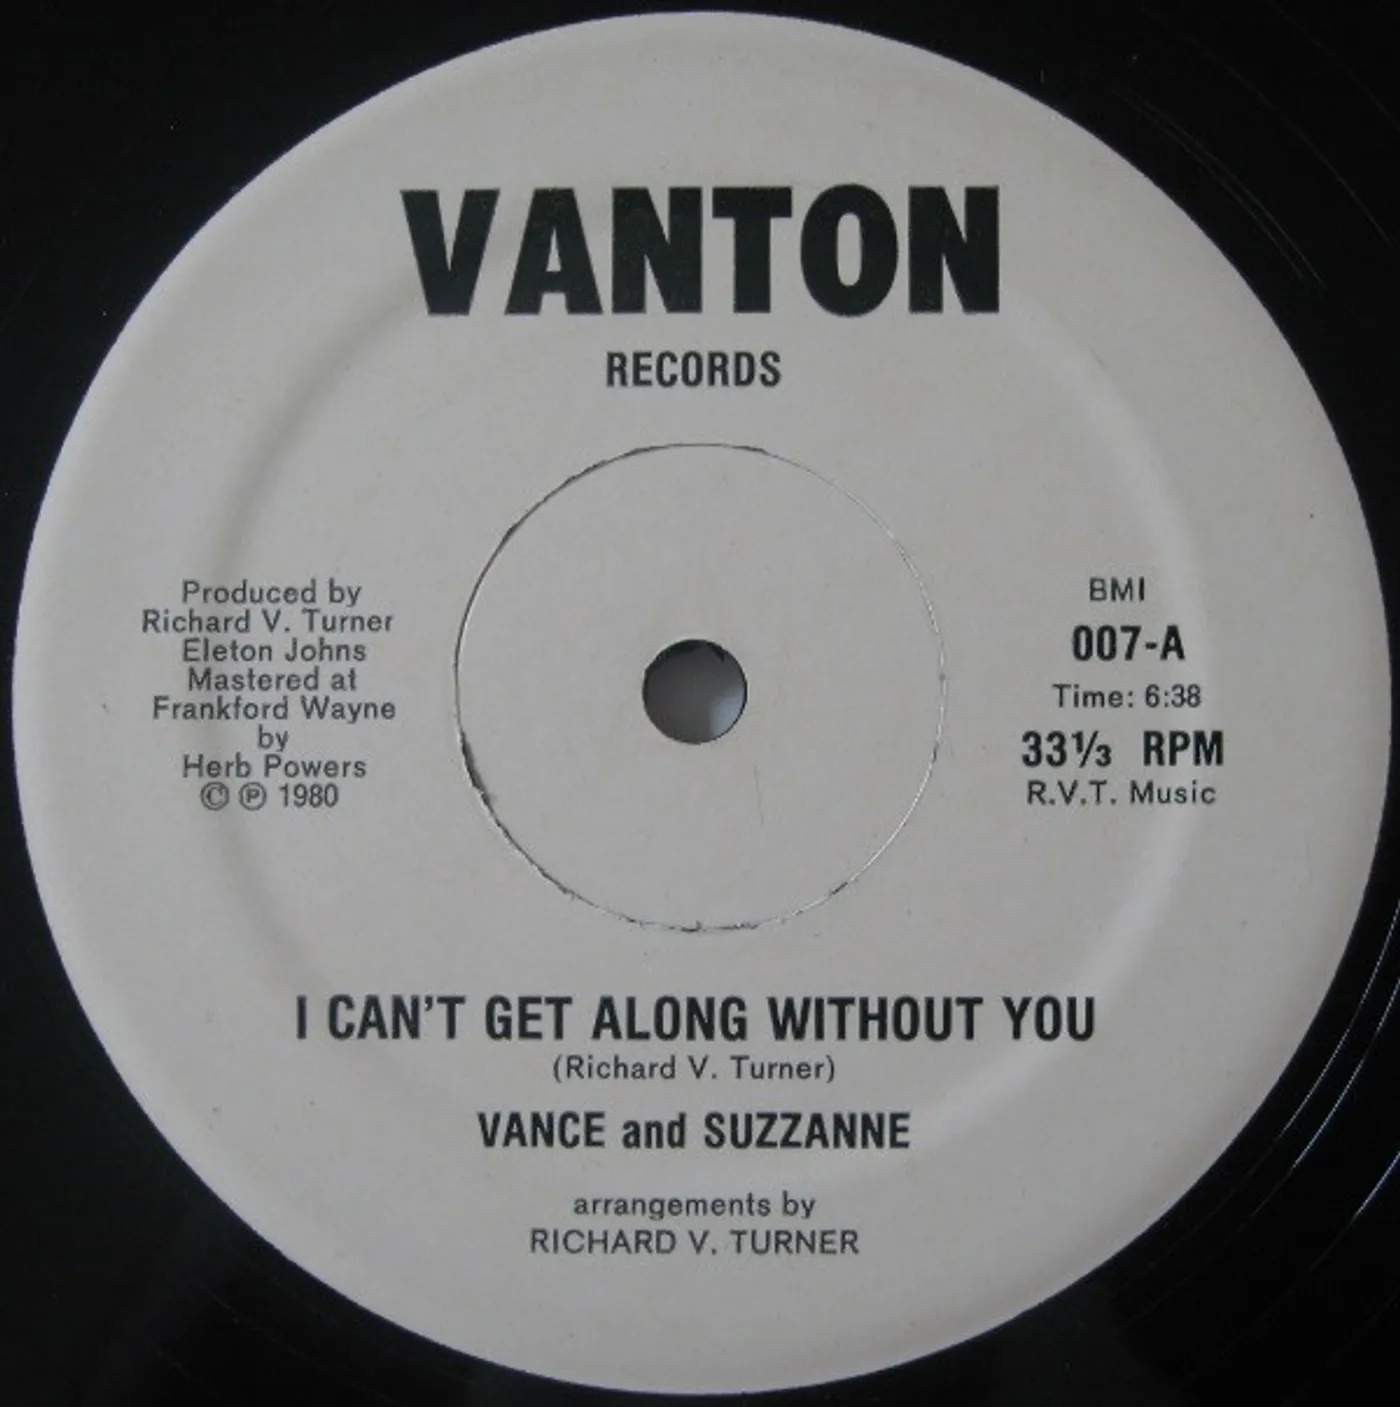 VANTON
RECORDS
Produced by
Richard V. Turner
Eleton Johns
Mastered at
Frankford Wayne
by
Herb Powers
© ℗ 1980
BMI
007-A
Time: 6:38
33⅓ RPM
R.V.T. Music
I CAN'T GET ALONG WITHOUT YOU
(Richard V. Turner)
VANCE and SUZZANNE
arrangements by
RICHARD V. TURNER